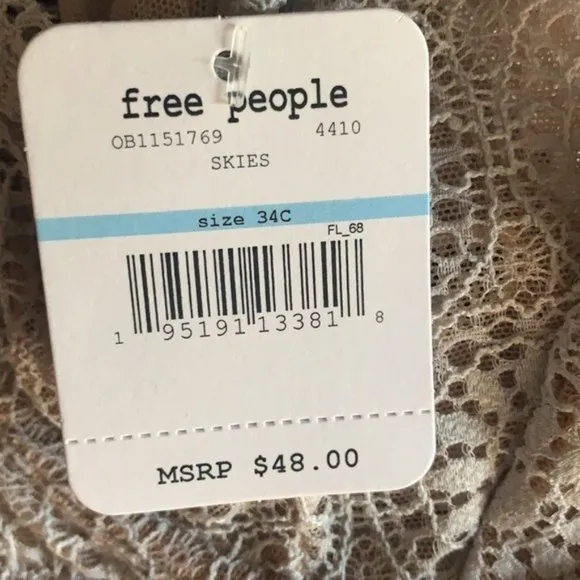 free people
OB1151769 4410
SKIES
size 34C
FL_68
1 95191 13381 8
MSRP $48.00